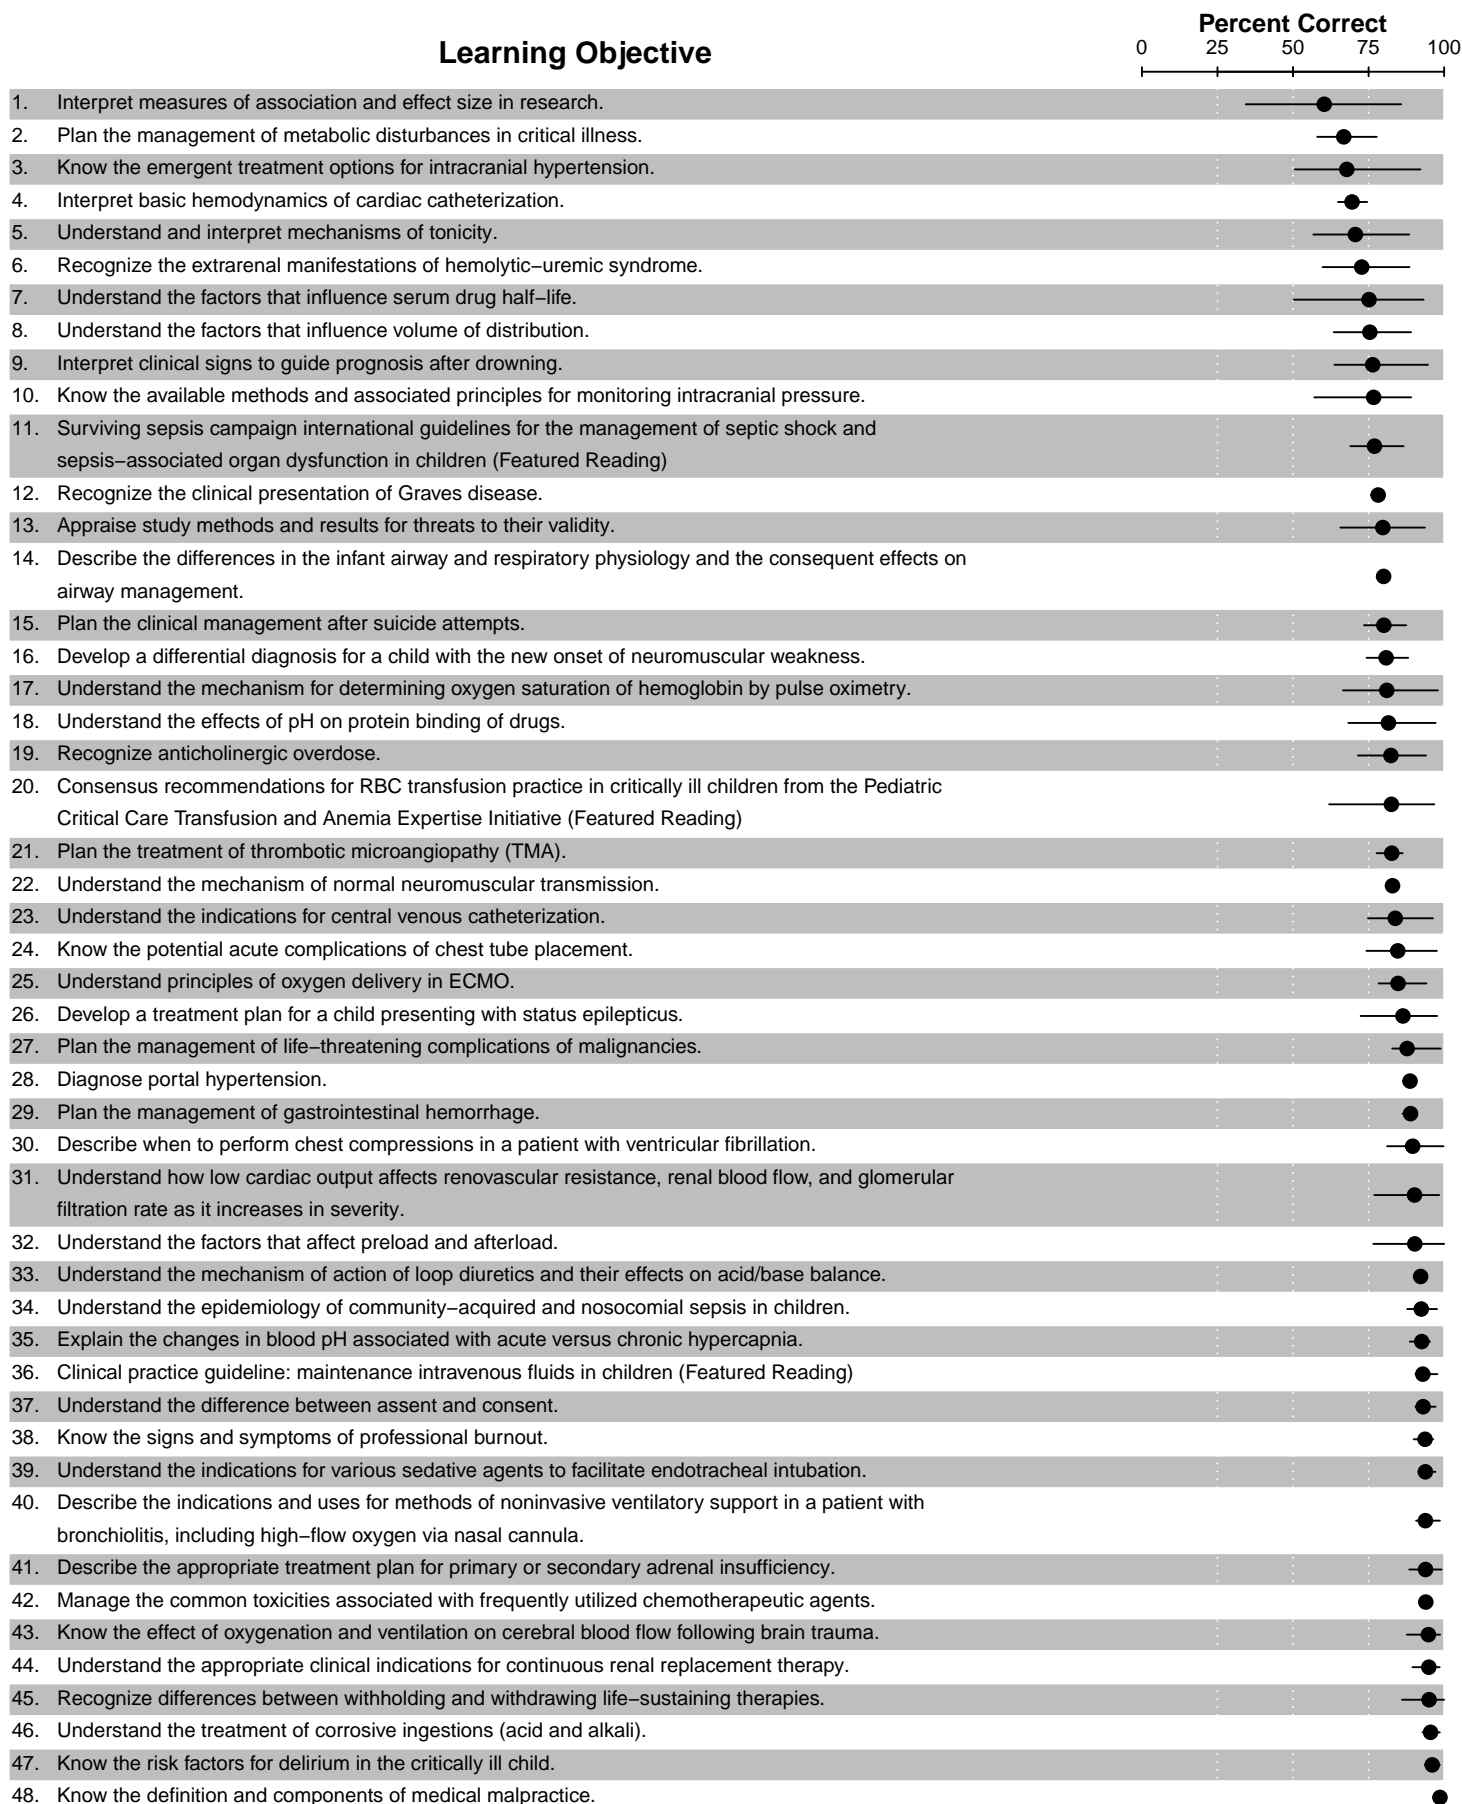 Percent Correct
Learning Objective
0 25 50 75 100
1. Interpret measures of association and effect size in research.
2. Plan the management of metabolic disturbances in critical illness.
3. Know the emergent treatment options for intracranial hypertension.
4. Interpret basic hemodynamics of cardiac catheterization.
5. Understand and interpret mechanisms of tonicity.
6. Recognize the extrarenal manifestations of hemolytic−uremic syndrome.
7. Understand the factors that influence serum drug half−life.
8. Understand the factors that influence volume of distribution.
9. Interpret clinical signs to guide prognosis after drowning.
10. Know the available methods and associated principles for monitoring intracranial pressure.
11. Surviving sepsis campaign international guidelines for the management of septic shock and
sepsis−associated organ dysfunction in children (Featured Reading)
12. Recognize the clinical presentation of Graves disease.
13. Appraise study methods and results for threats to their validity.
14. Describe the differences in the infant airway and respiratory physiology and the consequent effects on
airway management.
15. Plan the clinical management after suicide attempts.
16. Develop a differential diagnosis for a child with the new onset of neuromuscular weakness.
17. Understand the mechanism for determining oxygen saturation of hemoglobin by pulse oximetry.
18. Understand the effects of pH on protein binding of drugs.
19. Recognize anticholinergic overdose.
20. Consensus recommendations for RBC transfusion practice in critically ill children from the Pediatric
Critical Care Transfusion and Anemia Expertise Initiative (Featured Reading)
21. Plan the treatment of thrombotic microangiopathy (TMA).
22. Understand the mechanism of normal neuromuscular transmission.
23. Understand the indications for central venous catheterization.
24. Know the potential acute complications of chest tube placement.
25. Understand principles of oxygen delivery in ECMO.
26. Develop a treatment plan for a child presenting with status epilepticus.
27. Plan the management of life−threatening complications of malignancies.
28. Diagnose portal hypertension.
29. Plan the management of gastrointestinal hemorrhage.
30. Describe when to perform chest compressions in a patient with ventricular fibrillation.
31. Understand how low cardiac output affects renovascular resistance, renal blood flow, and glomerular
filtration rate as it increases in severity.
32. Understand the factors that affect preload and afterload.
33. Understand the mechanism of action of loop diuretics and their effects on acid/base balance.
34. Understand the epidemiology of community−acquired and nosocomial sepsis in children.
35. Explain the changes in blood pH associated with acute versus chronic hypercapnia.
36. Clinical practice guideline: maintenance intravenous fluids in children (Featured Reading)
37. Understand the difference between assent and consent.
38. Know the signs and symptoms of professional burnout.
39. Understand the indications for various sedative agents to facilitate endotracheal intubation.
40. Describe the indications and uses for methods of noninvasive ventilatory support in a patient with
bronchiolitis, including high−flow oxygen via nasal cannula.
41. Describe the appropriate treatment plan for primary or secondary adrenal insufficiency.
42. Manage the common toxicities associated with frequently utilized chemotherapeutic agents.
43. Know the effect of oxygenation and ventilation on cerebral blood flow following brain trauma.
44. Understand the appropriate clinical indications for continuous renal replacement therapy.
45. Recognize differences between withholding and withdrawing life−sustaining therapies.
46. Understand the treatment of corrosive ingestions (acid and alkali).
47. Know the risk factors for delirium in the critically ill child.
48. Know the definition and components of medical malpractice.